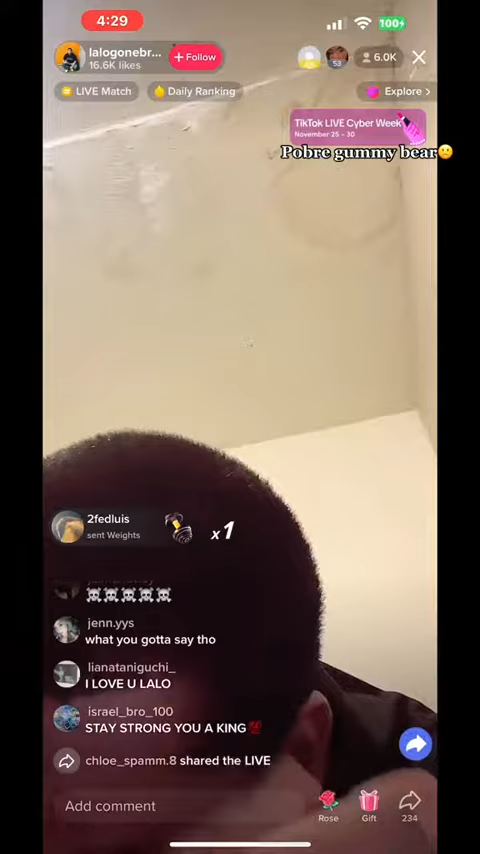 4:29
100
lalogonebr...
+ Follow
16.6K likes
53
6.0K
LIVE Match
Daily Ranking
Explore >
TikTok LIVE Cyber Week
November 25 - 30
Pobre gummy bear🙁
2fedluis
sent Weights
x1
☠️☠️☠️☠️☠️
jenn.yys
what you gotta say tho
lianataniguchi_
I LOVE U LALO
israel_bro_100
STAY STRONG YOU A KING💯
chloe_spamm.8 shared the LIVE
Add comment
Rose
Gift
234